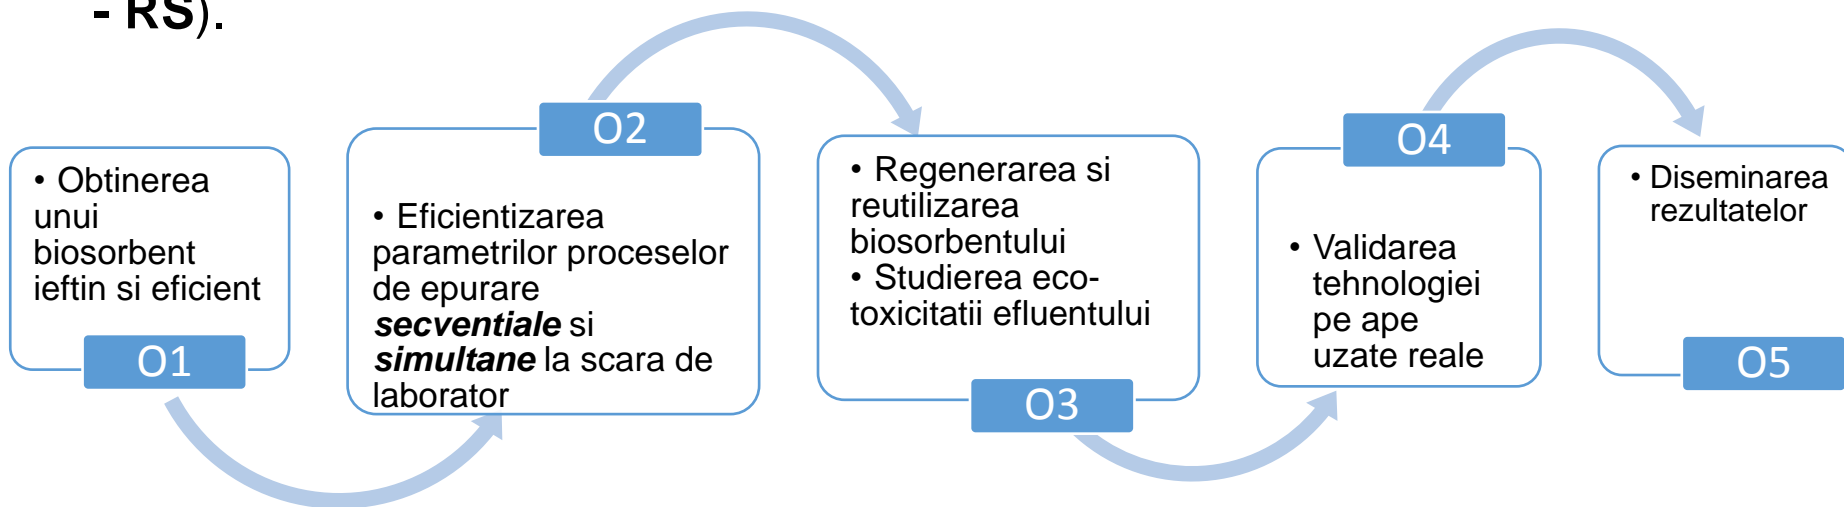 - RS).
• Obtinerea
unui
biosorbent
ieftin si eficient
O1
O2
• Eficientizarea
parametrilor proceselor
de epurare
secventiale si
simultane la scara de
laborator
• Regenerarea si
reutilizarea
biosorbentului
• Studierea eco-
toxicitatii efluentului
O3
O4
• Validarea
tehnologiei
pe ape
uzate reale
• Diseminarea
rezultatelor
O5